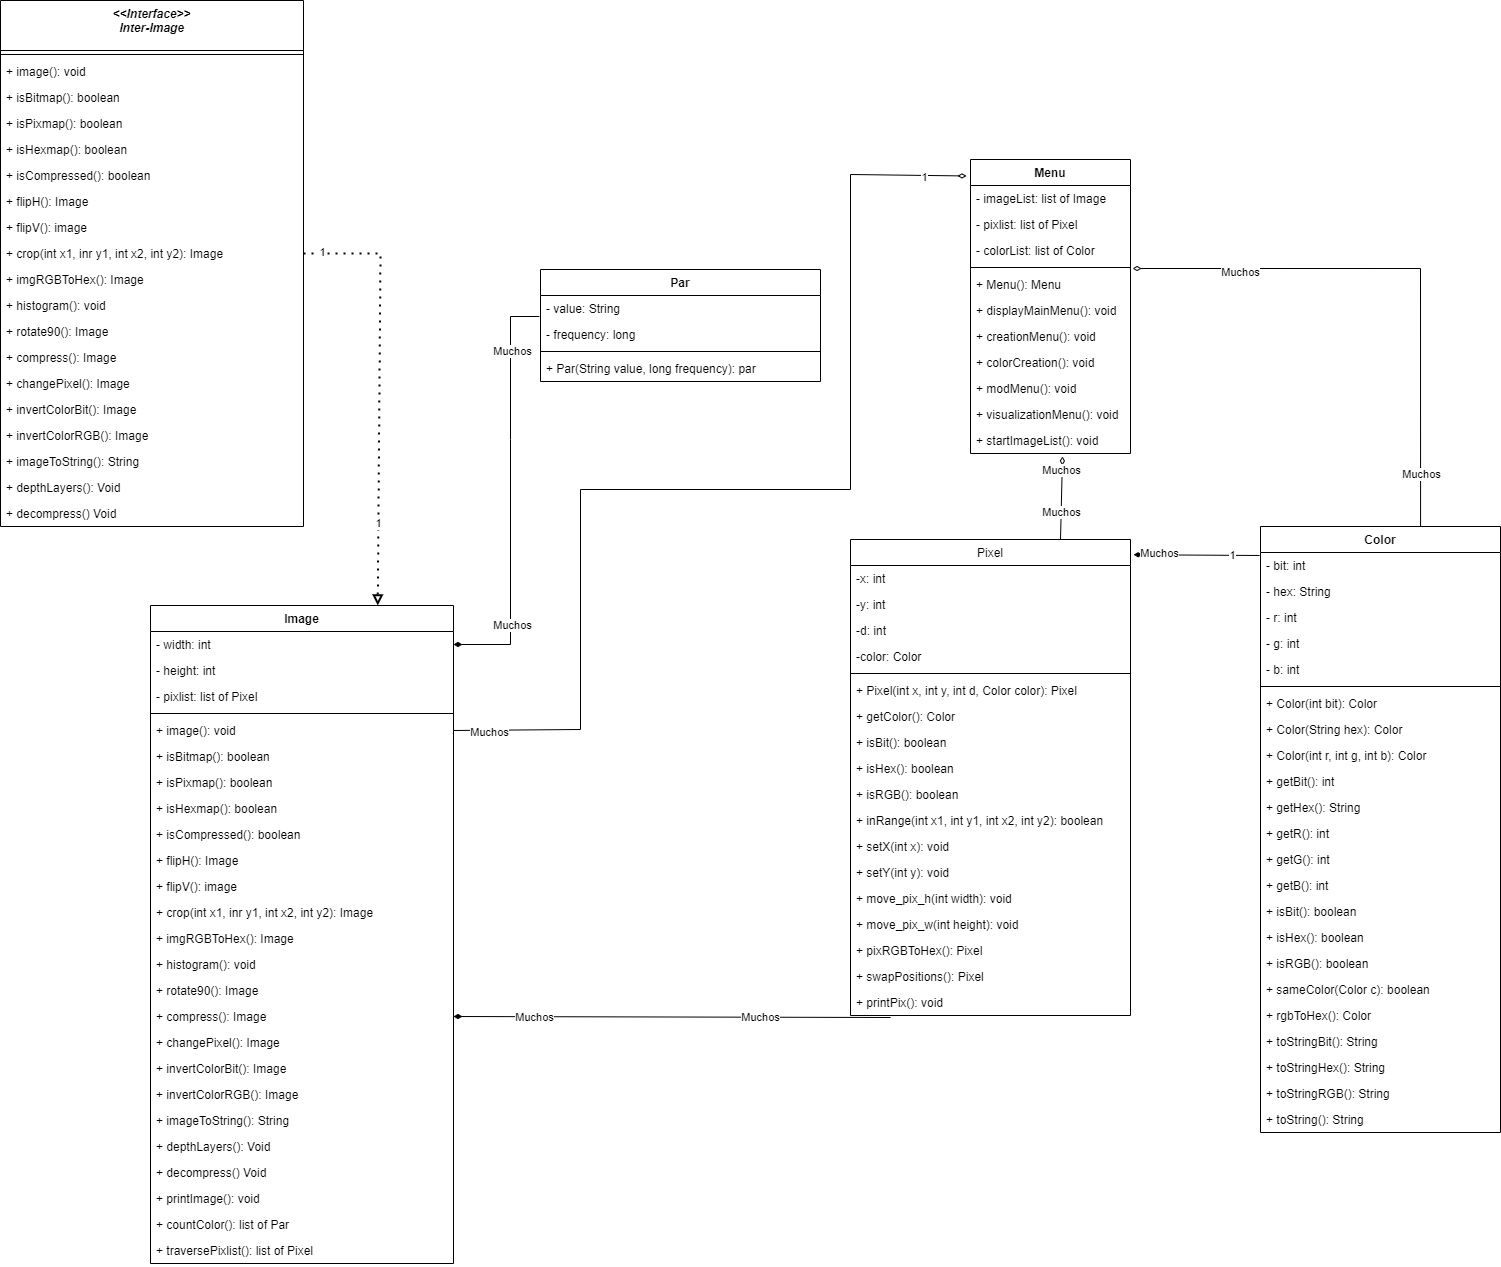 <<Interface>>
Inter-Image
+ image(): void
+ isBitmap(): boolean
+ isPixmap(): boolean
+ isHexmap(): boolean
+ isCompressed(): boolean
+ flipH(): Image
+ flipV(): image
+ crop(int x1, inr y1, int x2, int y2): Image
+ imgRGBToHex(): Image
+ histogram(): void
+ rotate90(): Image
+ compress(): Image
+ changePixel(): Image
+ invertColorBit(): Image
+ invertColorRGB(): Image
+ imageToString(): String
+ depthLayers(): Void
+ decompress() Void
1
1
Par
- value: String
- frequency: long
+ Par(String value, long frequency): par
Muchos
Muchos
Menu
- imageList: list of Image
- pixlist: list of Pixel
- colorList: list of Color
+ Menu(): Menu
+ displayMainMenu(): void
+ creationMenu(): void
+ colorCreation(): void
+ modMenu(): void
+ visualizationMenu(): void
+ startImageList(): void
1
Muchos
Muchos
Muchos
Muchos
Muchos
Image
- width: int
- height: int
- pixlist: list of Pixel
+ image(): void
+ isBitmap(): boolean
+ isPixmap(): boolean
+ isHexmap(): boolean
+ isCompressed(): boolean
+ flipH(): Image
+ flipV(): image
+ crop(int x1, inr y1, int x2, int y2): Image
+ imgRGBToHex(): Image
+ histogram(): void
+ rotate90(): Image
+ compress(): Image
+ changePixel(): Image
+ invertColorBit(): Image
+ invertColorRGB(): Image
+ imageToString(): String
+ depthLayers(): Void
+ decompress() Void
+ printImage(): void
+ countColor(): list of Par
+ traversePixlist(): list of Pixel
Muchos
Muchos
Pixel
-x: int
-y: int
-d: int
-color: Color
+ Pixel(int x, int y, int d, Color color): Pixel
+ getColor(): Color
+ isBit(): boolean
+ isHex(): boolean
+ isRGB(): boolean
+ inRange(int x1, int y1, int x2, int y2): boolean
+ setX(int x): void
+ setY(int y): void
+ move_pix_h(int width): void
+ move_pix_w(int height): void
+ pixRGBToHex(): Pixel
+ swapPositions(): Pixel
+ printPix(): void
Muchos
1
Color
- bit: int
- hex: String
- r: int
- g: int
- b: int
+ Color(int bit): Color
+ Color(String hex): Color
+ Color(int r, int g, int b): Color
+ getBit(): int
+ getHex(): String
+ getR(): int
+ getG(): int
+ getB(): int
+ isBit(): boolean
+ isHex(): boolean
+ isRGB(): boolean
+ sameColor(Color c): boolean
+ rgbToHex(): Color
+ toStringBit(): String
+ toStringHex(): String
+ toStringRGB(): String
+ toString(): String